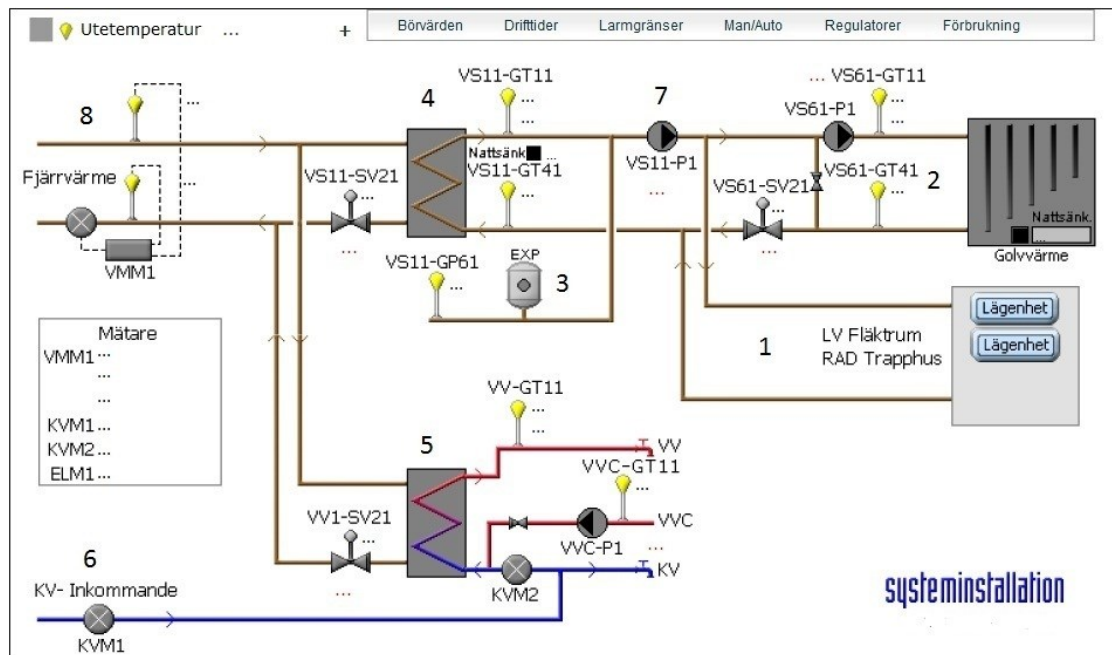 Utetemperatur ... +
Börvärden Drifttider Larmgränser Man/Auto Regulatorer Förbrukning
VS11-GT11
...
...
4
7
... VS61-GT11
...
VS61-P1
8
...
Fjärrvärme
...
VS11-SV21
...
...
Nattsänk ...
VS11-GT41
...
VS11-P1
...
VS61-SV21
...
...
VS61-GT41
...
2
Nattsänk.
...
Golvvärme
VMM1
VS11-GP61
...
EXP
3
1
LV Fläktrum
RAD Trapphus
Lägenhet
Lägenhet
Mätare
VMM1 ...
...
...
KVM1 ...
KVM2 ...
ELM1 ...
VV-GT11
...
...
5
VV
VVC-GT11
...
VV1-SV21
...
...
VVC
VVC-P1
...
KVM2
KV
6
KV- Inkommande
KVM1
systeminstallation